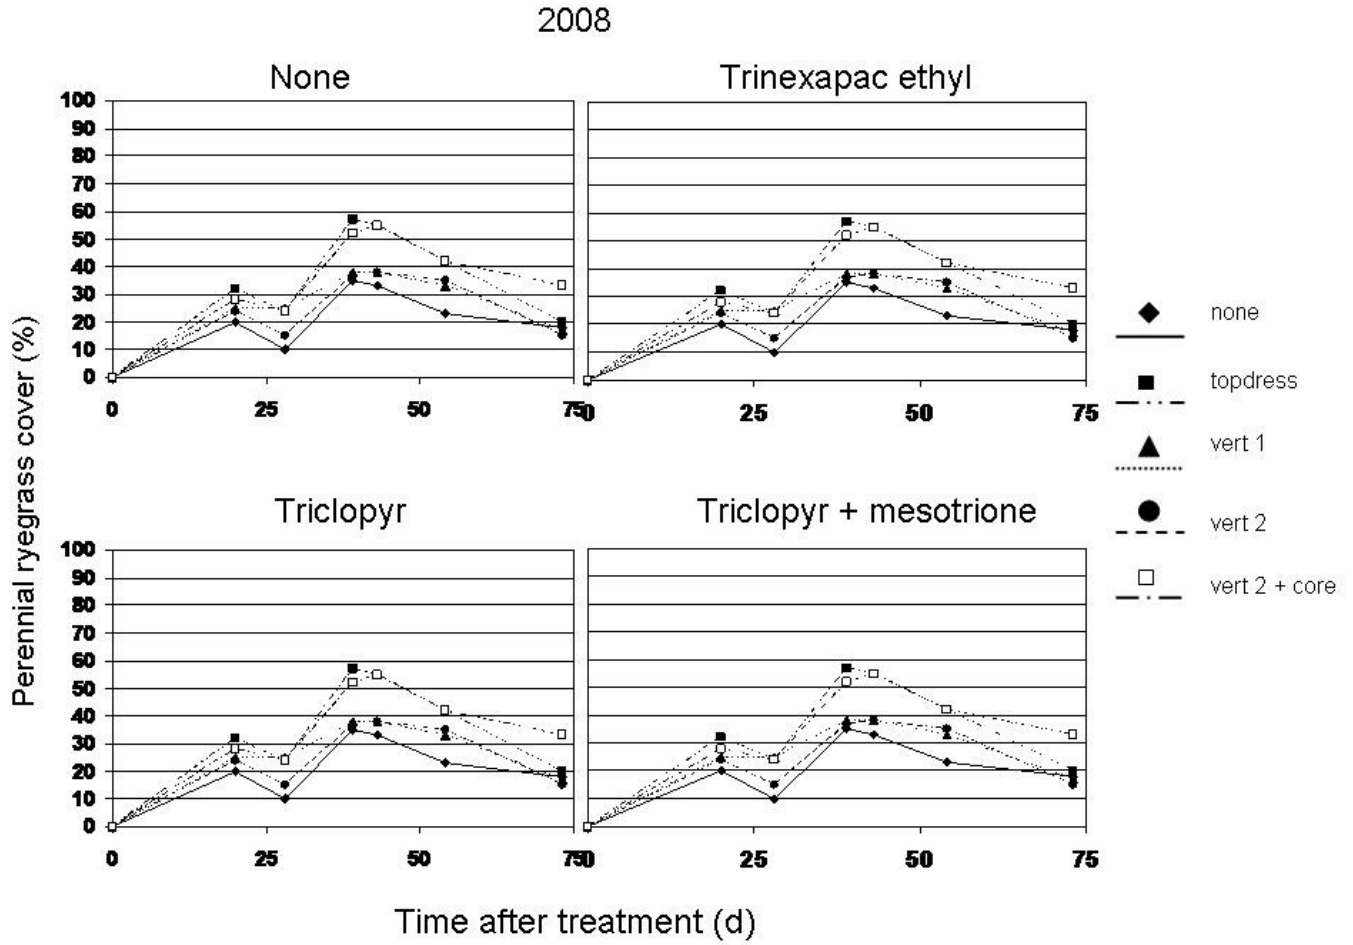 2008
None
Trinexapac ethyl
100
90
80
70
60
50
40
30
20
10
0
0 25 50 75
0 25 50 75
Triclopyr
Triclopyr + mesotrione
100
90
80
70
60
50
40
30
20
10
0
0 25 50 75
0 25 50 75
Perennial ryegrass cover (%)
Time after treatment (d)
none
topdress
vert 1
vert 2
vert 2 + core